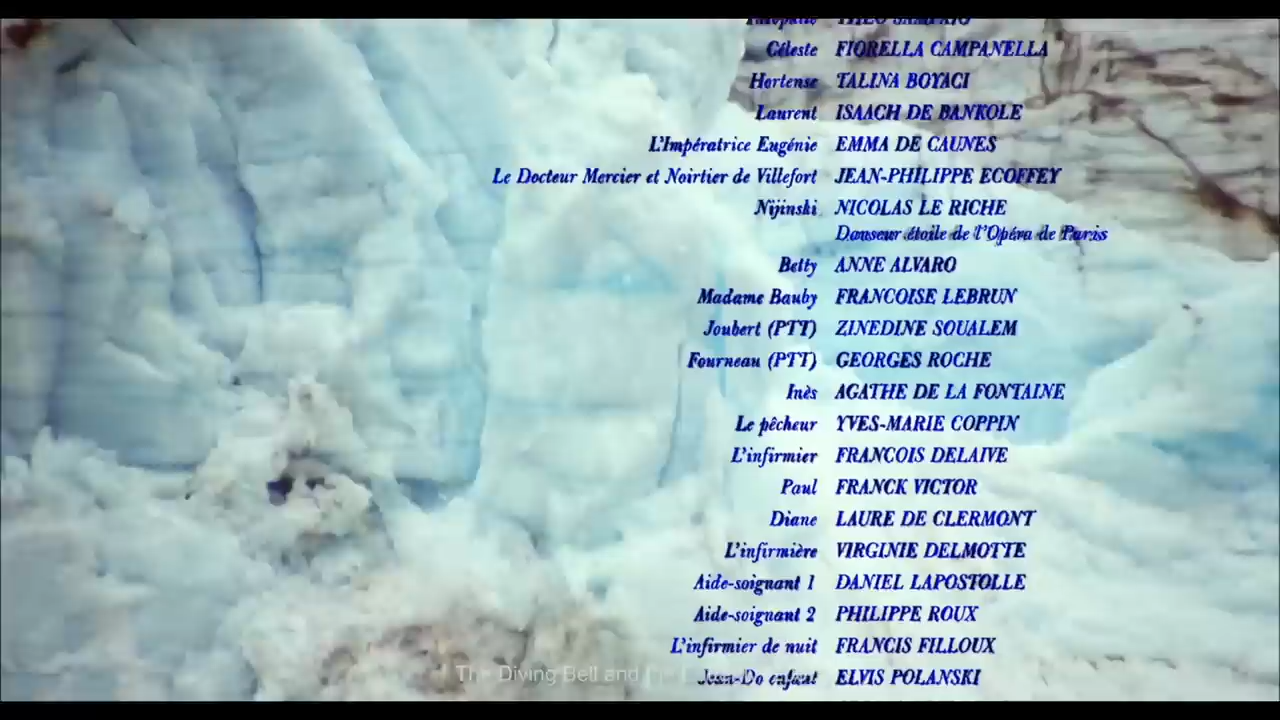 Céleste FIORELLA CAMPANELLA
Hortense TALINA BOYACI
Laurent ISAACH DE BANKOLE
L'Impératrice Eugénie EMMA DE CAUNES
Le Docteur Mercier et Noirtier de Villefort JEAN-PHILIPPE ECOFFEY
Nijinski NICOLAS LE RICHE
Danseur étoile de l'Opéra de Paris
Betty ANNE ALVARO
Madame Bauby FRANCOISE LEBRUN
Joubert (PTT) ZINEDINE SOUALEM
Fourneau (PTT) GEORGES ROCHE
Inès AGATHE DE LA FONTAINE
Le pêcheur YVES-MARIE COPPIN
L'infirmier FRANCOIS DELAIVE
Paul FRANCK VICTOR
Diane LAURE DE CLERMONT
L'infirmière VIRGINIE DELMOTTE
Aide-soignant 1 DANIEL LAPOSTOLLE
Aide-soignant 2 PHILIPPE ROUX
L'infirmier de nuit FRANCIS FILLOUX
Jean-Do enfant ELVIS POLANSKI
The Diving Bell and